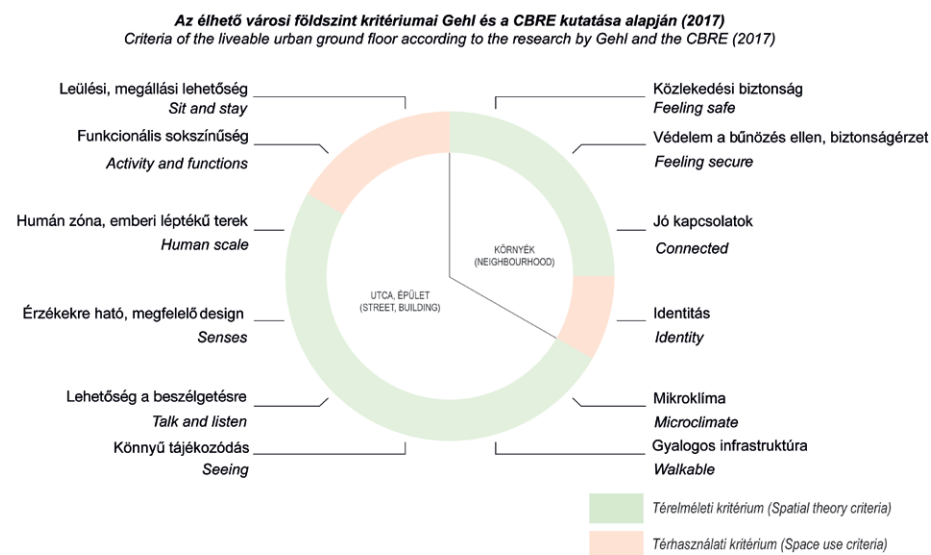 Az élhető városi földszint kritériumai Gehl és a CBRE kutatása alapján (2017)
Criteria of the liveable urban ground floor according to the research by Gehl and the CBRE (2017)
Leülési, megállási lehetőség
Sit and stay
Funkcionális sokszínűség
Activity and functions
Humán zóna, emberi léptékű terek
Human scale
Érzékekre ható, megfelelő design
Senses
Lehetőség a beszélgetésre
Talk and listen
Könnyű tájékozódás
Seeing
Közlekedési biztonság
Feeling safe
Védelem a bűnözés ellen, biztonságérzet
Feeling secure
Jó kapcsolatok
Connected
Identitás
Identity
Mikroklíma
Microclimate
Gyalogos infrastruktúra
Walkable
KÖRNYÉK
(NEIGHBOURHOOD)
UTCA, ÉPÜLET
(STREET, BUILDING)
Térelméleti kritérium (Spatial theory criteria)
Térhasználati kritérium (Space use criteria)